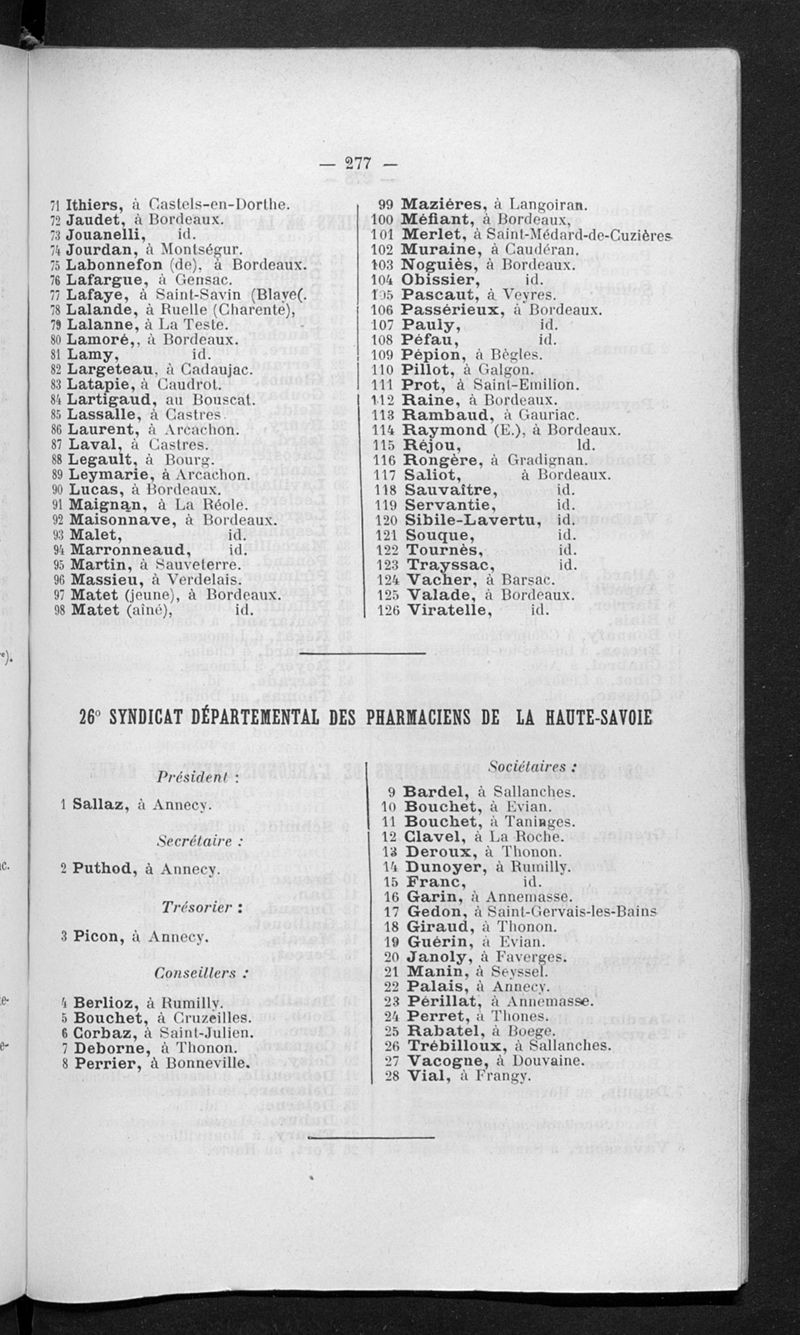 — 277 —
71 Ithiers, à Castels-en-Dorthe.
72 Jaudet, à Bordeaux.
73 Jouanelli, id.
74 Jourdan, à Montségur.
75 Labonnefon (de), à Bordeaux.
76 Lafargue, à Gensac.
77 Lafaye, à Saint-Savin (Blaye(.
78 Lalande, à Ruelle (Charente),
79 Lalanne, à La Teste.
80 Lamoré,, à Bordeaux.
81 Lamy, id.
82 Largeteau, à Cadaujac.
83 Latapie, à Caudrot.
84 Lartigaud, au Bouscat.
85 Lassalle, à Castres.
86 Laurent, à Arcachon.
87 Laval, à Castres.
88 Legault, à Bourg.
89 Leymarie, à Arcachon.
90 Lucas, à Bordeaux.
91 Maignan, à La Réole.
92 Maisonnave, à Bordeaux.
93 Malet, id.
94 Marronneaud, id.
95 Martin, à Sauveterre.
96 Massieu, à Verdelais.
97 Matet (jeune), à Bordeaux.
98 Matet (aîné), id.
99 Mazières, à Langoiran.
100 Méfiant, à Bordeaux,
101 Merlet, à Saint-Médard-de-Cuzières
102 Muraine, à Caudéran.
103 Noguiès, à Bordeaux.
104 Obissier, id.
105 Pascaut, à Veyres.
106 Passérieux, à Bordeaux.
107 Pauly, id.
108 Péfau, id.
109 Pépion, à Bègles.
110 Pillot, à Galgon.
111 Prot, à Saint-Emilion.
112 Raine, à Bordeaux.
113 Rambaud, à Gauriac.
114 Raymond (E.), à Bordeaux.
115 Réjou, Id.
116 Rongère, à Gradignan.
117 Saliot, à Bordeaux.
118 Sauvaître, id.
119 Servantie, id.
120 Sibile-Lavertu, id.
121 Souque, id.
122 Tournès, id.
123 Trayssac, id.
124 Vacher, à Barsac.
125 Valade, à Bordeaux.
126 Viratelle, id.
26° SYNDICAT DÉPARTEMENTAL DES PHARMACIENS DE LA HAUTE-SAVOIE
Président :
1 Sallaz, à Annecy.
Secrétaire :
2 Puthod, à Annecy.
Trésorier :
3 Picon, à Annecy.
Conseillers :
4 Berlioz, à Rumilly.
5 Bouchet, à Cruzeilles.
6 Corbaz, à Saint-Julien.
7 Deborne, à Thonon.
8 Perrier, à Bonneville.
Sociétaires :
9 Bardel, à Sallanches.
10 Bouchet, à Evian.
11 Bouchet, à Taninges.
12 Clavel, à La Roche.
13 Deroux, à Thonon.
14 Dunoyer, à Rumilly.
15 Franc, id.
16 Garin, à Annemasse.
17 Gedon, à Saint-Gervais-les-Bains
18 Giraud, à Thonon.
19 Guérin, à Evian.
20 Janoly, à Faverges.
21 Manin, à Seyssel.
22 Palais, à Annecy.
23 Périllat, à Annemasse.
24 Perret, à Thones.
25 Rabatel, à Boege.
26 Trébilloux, à Sallanches.
27 Vacogne, à Douvaine.
28 Vial, à Frangy.